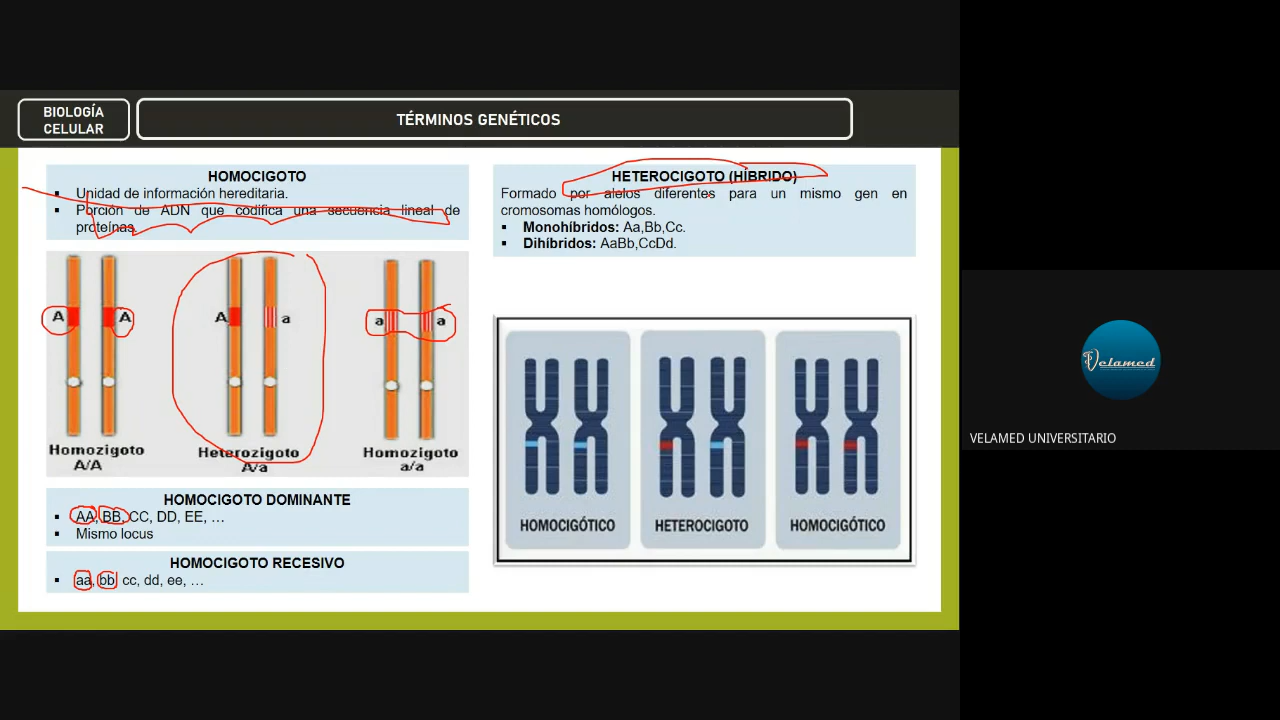 BIOLOGÍA
CELULAR
TÉRMINOS GENÉTICOS
HOMOCIGOTO
▪ Unidad de información hereditaria.
▪ Porción de ADN que codifica una secuencia lineal de
proteínas.
A A A a a a
Homozigoto Heterozigoto Homozigoto
A/A A/a a/a
HOMOCIGOTO DOMINANTE
▪ AA, BB, CC, DD, EE, …
▪ Mismo locus
HOMOCIGOTO RECESIVO
▪ aa, bb, cc, dd, ee, …
HETEROCIGOTO (HÍBRIDO)
Formado por alelos diferentes para un mismo gen en
cromosomas homólogos.
▪ Monohíbridos: Aa,Bb,Cc.
▪ Dihíbridos: AaBb,CcDd.
HOMOCIGÓTICO HETEROCIGOTO HOMOCIGÓTICO
Velamed
VELAMED UNIVERSITARIO